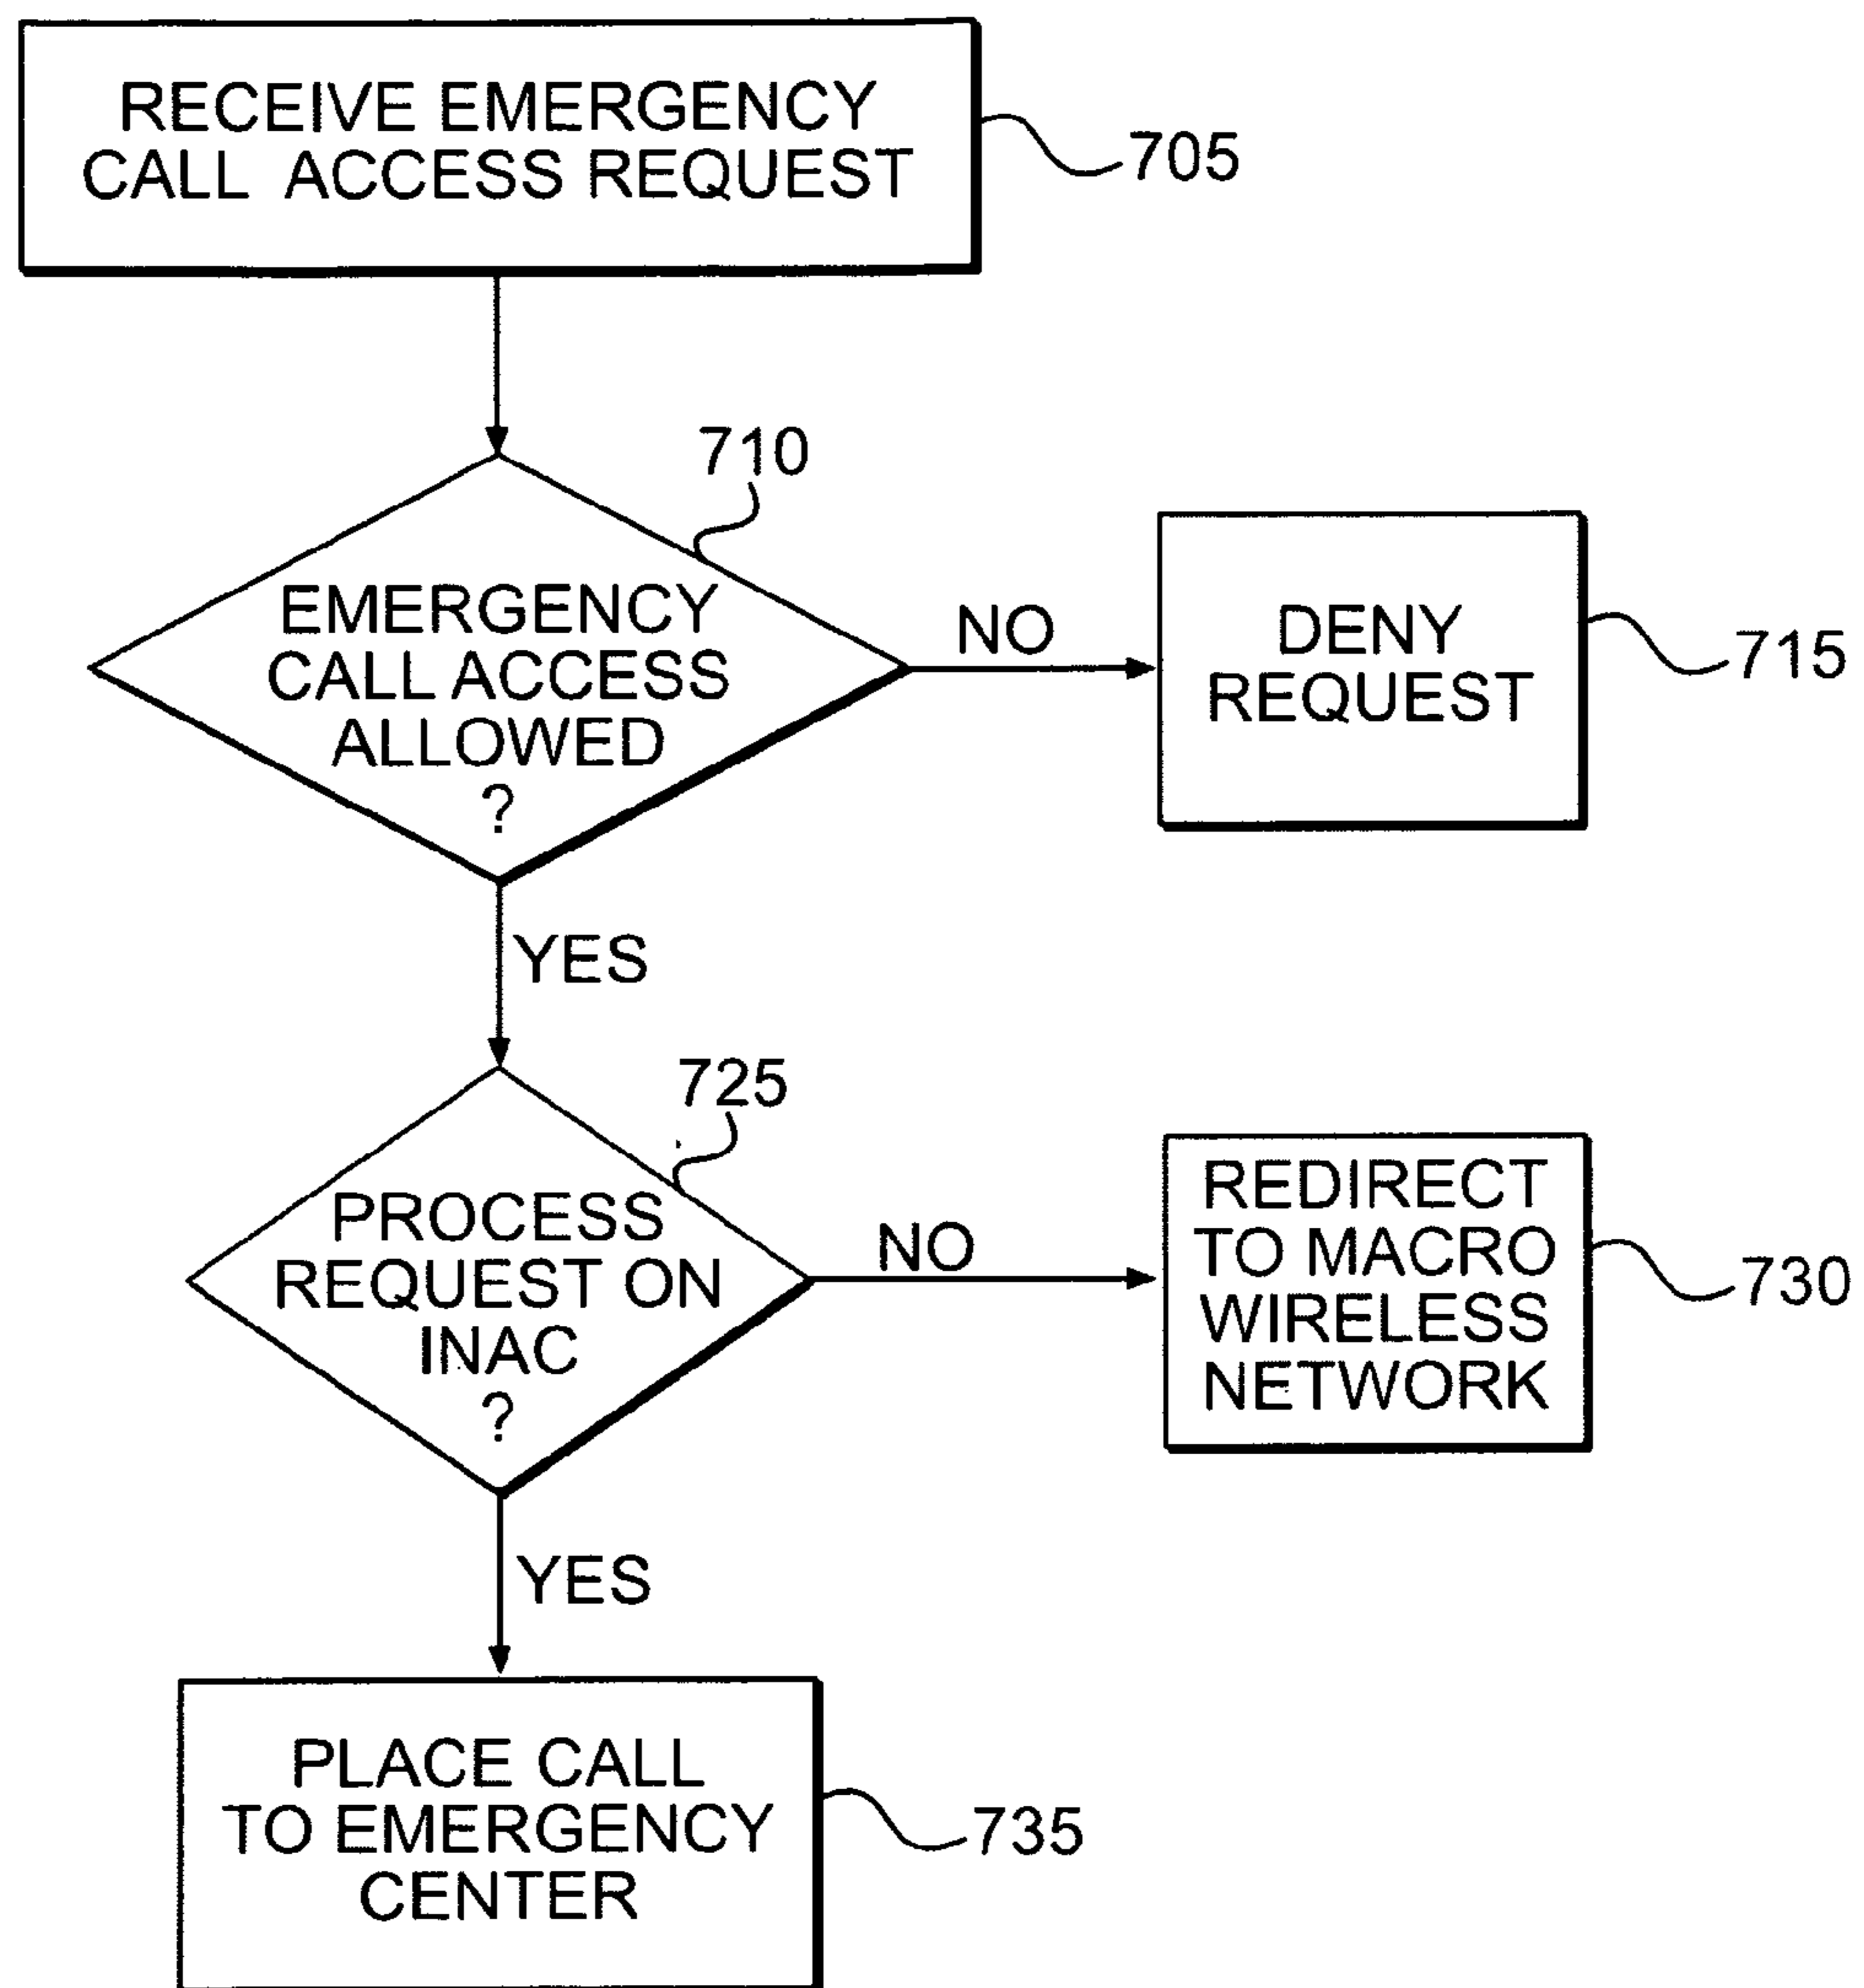 RECEIVE EMERGENCY
CALL ACCESS REQUEST
705
710
EMERGENCY
CALL ACCESS
ALLOWED
?
NO
DENY
REQUEST
715
YES
725
PROCESS
REQUEST ON
INAC
?
NO
REDIRECT
TO MACRO
WIRELESS
NETWORK
730
YES
PLACE CALL
TO EMERGENCY
CENTER
735